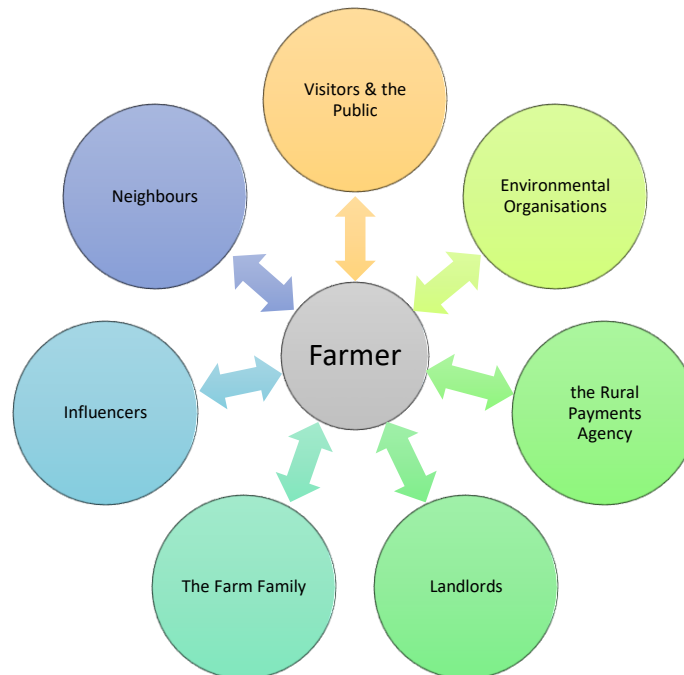 Visitors & the
Public
Environmental
Organisations
the Rural
Payments
Agency
Landlords
The Farm Family
Influencers
Neighbours
Farmer